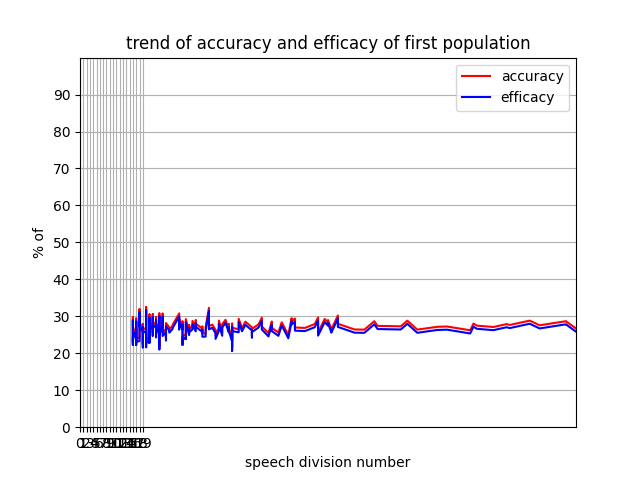 trend of accuracy and efficacy of first population
accuracy
efficacy
90
80
70
60
50
40
30
20
10
0
% of
speech division number